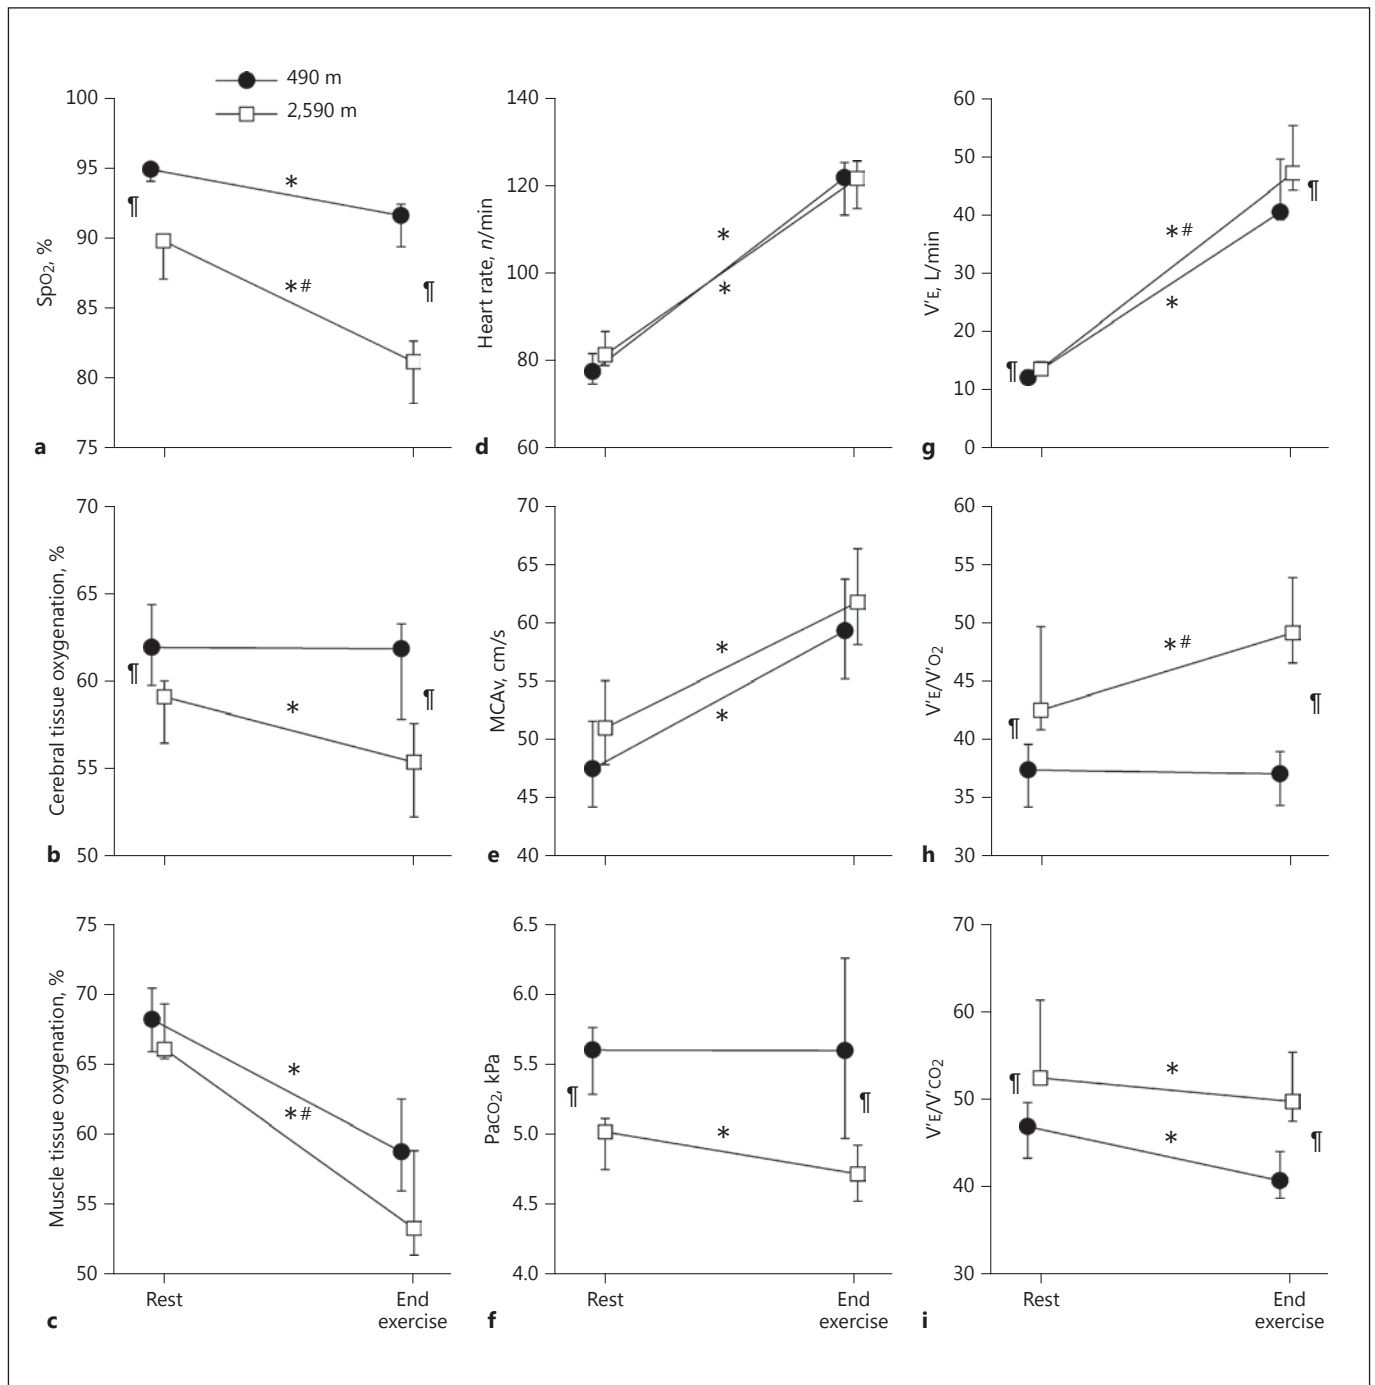 490 m
2,590 m
100
95
90
85
80
75
SpO2, %
*
*#
¶
¶
a
140
120
100
80
60
Heart rate, n/min
*
*
d
60
50
40
30
20
10
0
V'E, L/min
*#
*
¶
¶
g
70
65
60
55
50
Cerebral tissue oxygenation, %
*
¶
¶
b
70
65
60
55
50
45
40
MCAv, cm/s
*
*
e
60
55
50
45
40
35
30
V'E/V'O2
*#
¶
¶
h
75
70
65
60
55
50
Muscle tissue oxygenation, %
*
*#
Rest
End
exercise
c
6.5
6.0
5.5
5.0
4.5
4.0
PaCO2, kPa
*
¶
¶
Rest
End
exercise
f
70
60
50
40
30
V'E/V'CO2
*
*
¶
¶
Rest
End
exercise
i